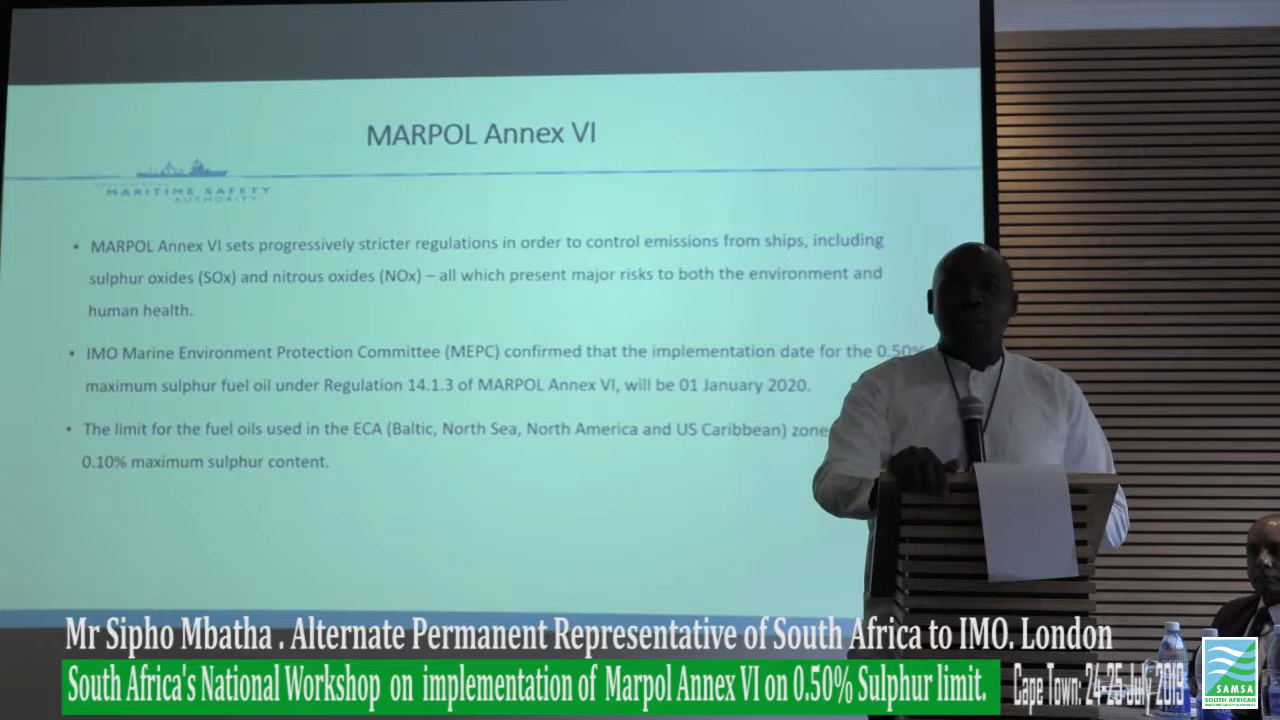 MARPOL Annex VI
MARITIME SAFETY
AUTHORITY
• MARPOL Annex VI sets progressively stricter regulations in order to control emissions from ships, including
sulphur oxides (SOx) and nitrous oxides (NOx) – all which present major risks to both the environment and
human health.
• IMO Marine Environment Protection Committee (MEPC) confirmed that the implementation date for the 0.50%
maximum sulphur fuel oil under Regulation 14.1.3 of MARPOL Annex VI, will be 01 January 2020.
• The limit for the fuel oils used in the ECA (Baltic, North Sea, North America and US Caribbean) zone
0.10% maximum sulphur content.
Mr Sipho Mbatha . Alternate Permanent Representative of South Africa to IMO. London
South Africa's National Workshop on implementation of Marpol Annex VI on 0.50% Sulphur limit.
Cape Town: 24-25 July 2019
SAMSA
SOUTH AFRICAN
MARITIME SAFETY AUTHORITY